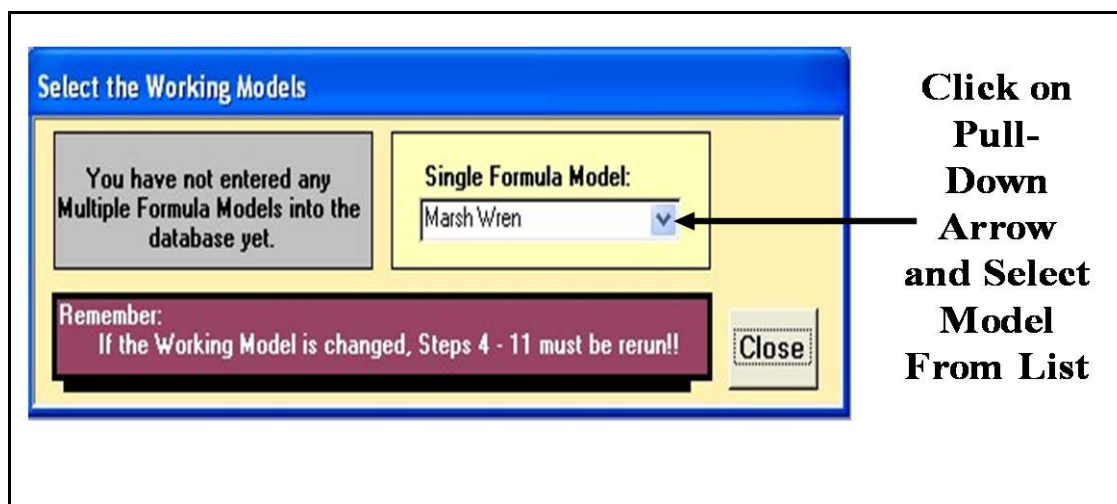 Select the Working Models
You have not entered any
Multiple Formula Models into the
database yet.
Single Formula Model:
Marsh Wren
Remember:
If the Working Model is changed, Steps 4 - 11 must be rerun!!
Close
Click on
Pull-
Down
Arrow
and Select
Model
From List